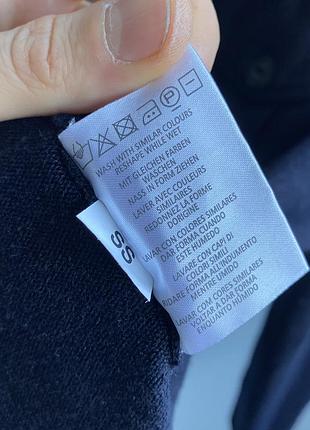 WASH WITH SIMILAR COLOURS
RESHAPE WHILE WET
MIT GLEICHEN FARBEN
WASCHEN
NASS IN FORM ZIEHEN
LAVER AVEC COULEURS
SIMILAIRES
REDONNEZ LA FORME
D'ORIGINE
LAVAR CON COLORES SIMILARES
DAR FORMA CUANDO
ESTE HÚMEDO
LAVARE CON CAPI DI
COLORI SIMILI
RIDARE FORMA ALL'INDUMENTO
MENTRE UMIDO
LAVAR COM CORES SIMILARES
VOLTAR A DAR FORMA
ENQUANTO HÚMIDO
SS